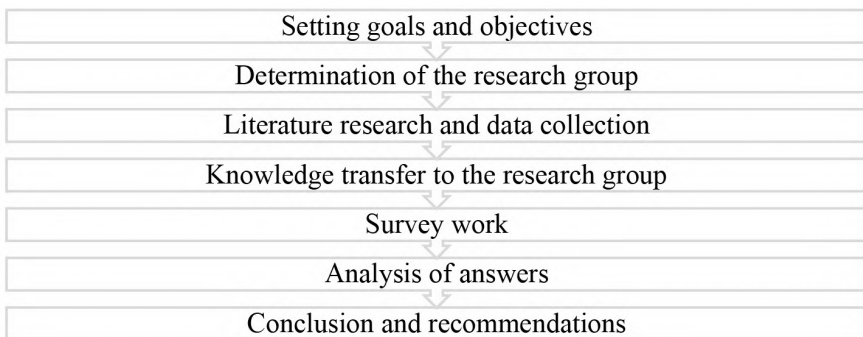 Setting goals and objectives
Determination of the research group
Literature research and data collection
Knowledge transfer to the research group
Survey work
Analysis of answers
Conclusion and recommendations